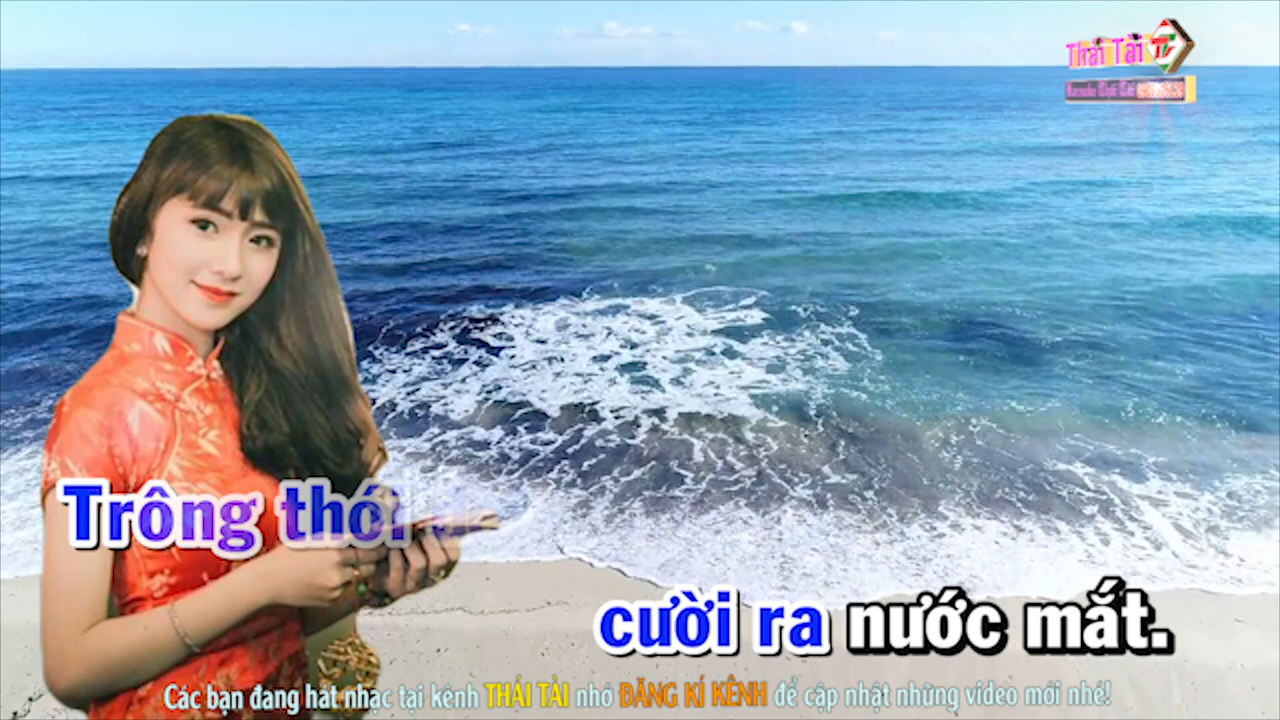 Thái Tài
Trông thói
cười ra nước mắt.
Các bạn đang hát nhạc tại kênh THÁI TÀI nhớ ĐĂNG KÍ KÊNH để cập nhật những video mới nhé!